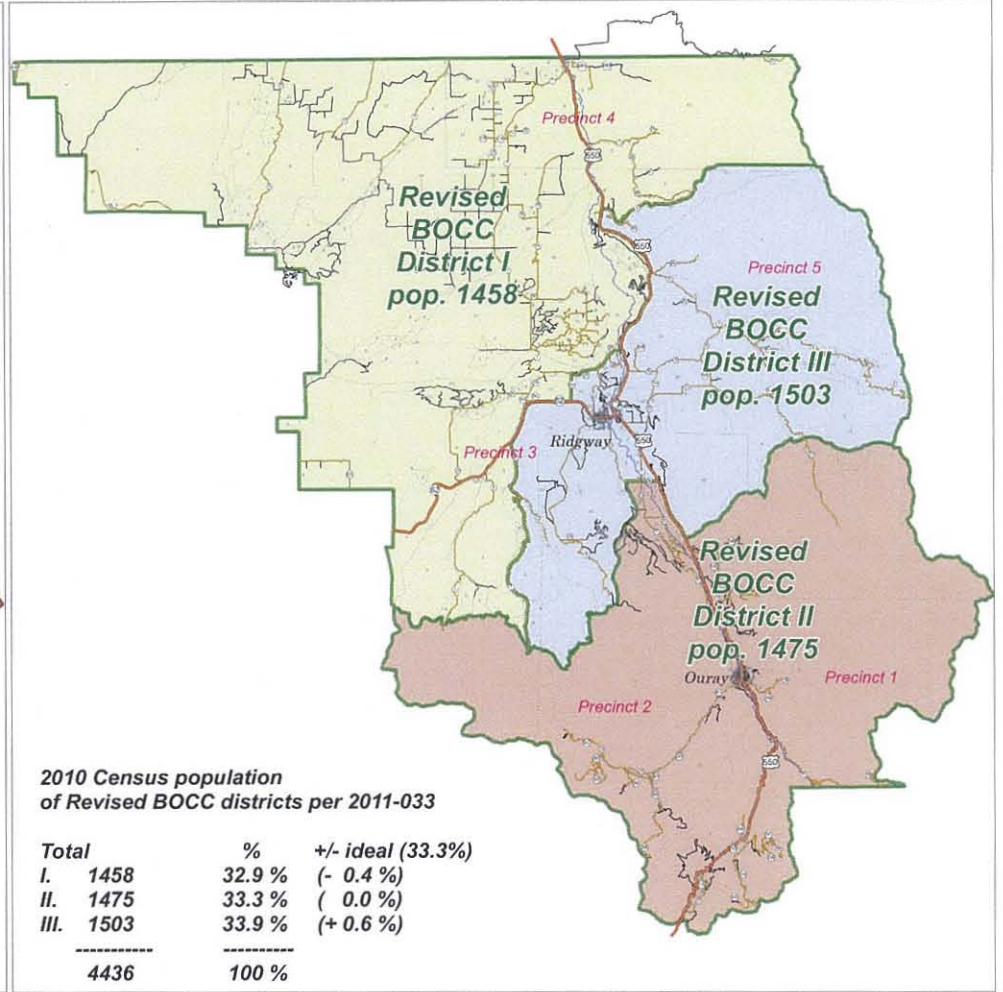 Precinct 4
550
Revised
BOCC
District I
pop. 1458
550
Precinct 5
Revised
BOCC
District III
pop. 1503
Ridgway
550
Precinct 3
Revised
BOCC
District II
pop. 1475
Ouray
Precinct 1
Precinct 2
550
2010 Census population
of Revised BOCC districts per 2011-033
Total % +/- ideal (33.3%)
I. 1458 32.9 % (- 0.4 %)
II. 1475 33.3 % ( 0.0 %)
III. 1503 33.9 % (+ 0.6 %)
----------- ----------
4436 100 %